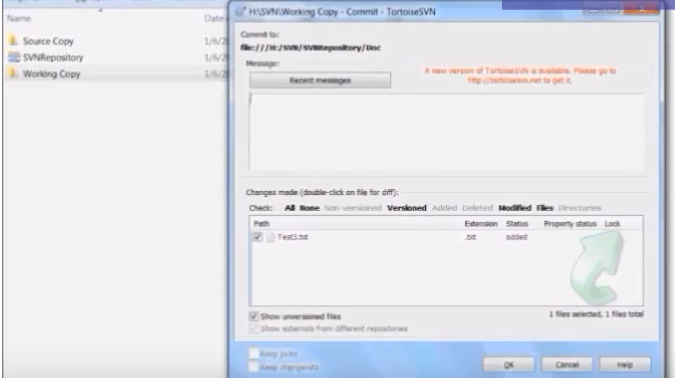 Name
Date
Source Copy
1/6/20
SVNRepository
1/6/20
Working Copy
1/6/20
H:\SVN\Working Copy - Commit - TortoiseSVN
Commit to:
file:///H:/SVN/SVNRepository/Doc
Message:
Recent messages
A new version of TortoiseSVN is available. Please go to
http://tortoisesvn.net to get it.
Changes made (double-click on file for diff):
Check: All None Non-versioned Versioned Added Deleted Modified Files Directories
Path Extension Status Property status Lock
Test3.txt .txt added
Show unversioned files
1 files selected, 1 files total
Show externals from different repositories
Keep locks
Keep changelists
OK Cancel Help